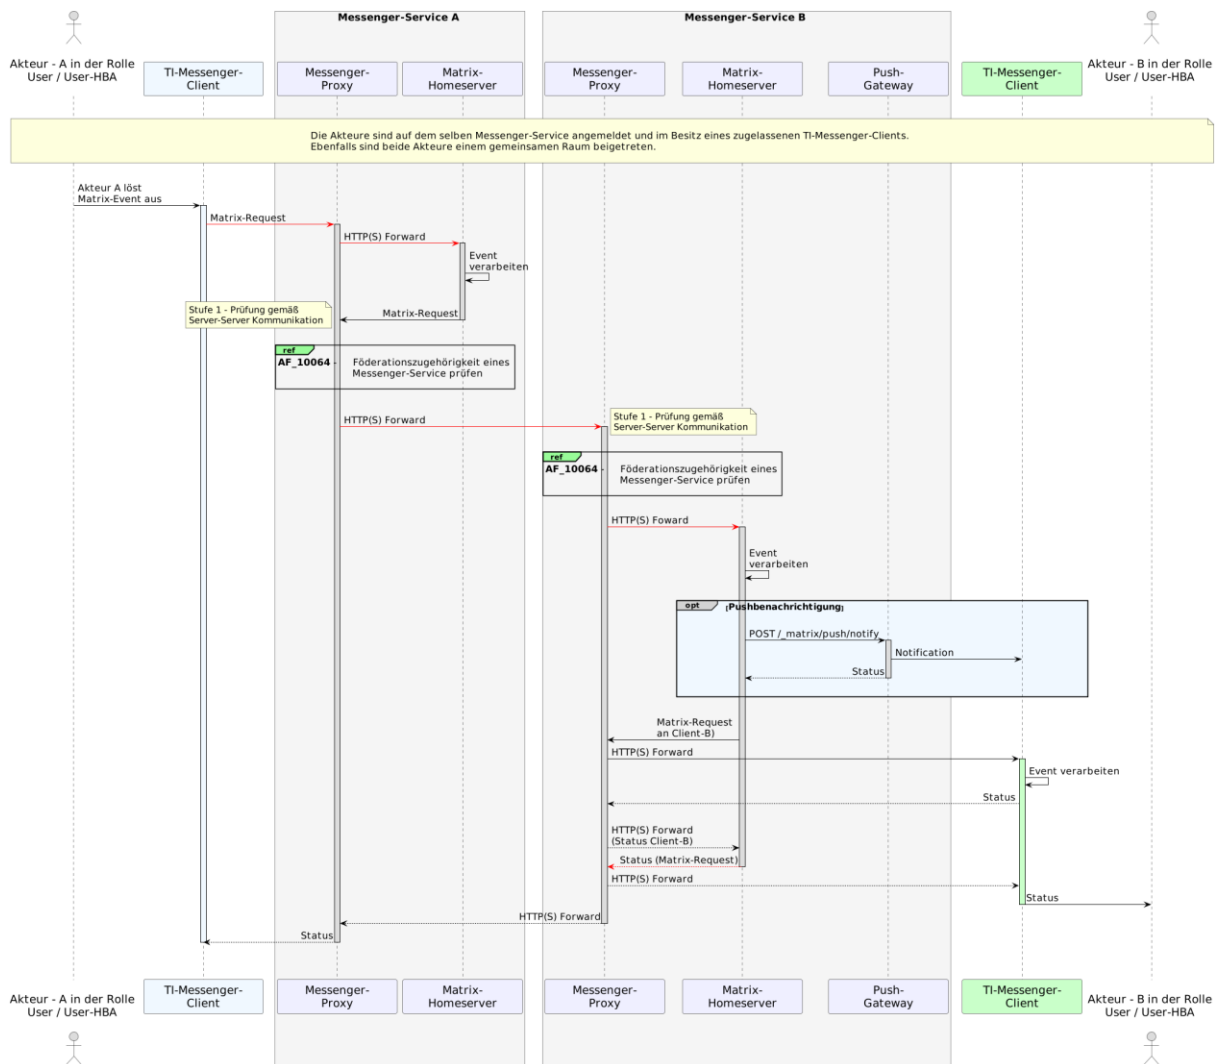 Messenger-Service A
Messenger-Service B
Akteur - A in der Rolle
User / User-HBA
TI-Messenger-
Client
Messenger-
Proxy
Matrix-
Homeserver
Messenger-
Proxy
Matrix-
Homeserver
Push-
Gateway
TI-Messenger-
Client
Akteur - B in der Rolle
User / User-HBA
Die Akteure sind auf dem selben Messenger-Service angemeldet und im Besitz eines zugelassenen TI-Messenger-Clients.
Ebenfalls sind beide Akteure einem gemeinsamen Raum beigetreten.
Akteur A löst
Matrix-Event aus
Matrix-Request
HTTP(S) Forward
Event
verarbeiten
Stufe 1 - Prüfung gemäß
Server-Server Kommunikation
Matrix-Request
ref
AF_10064 - Föderationszugehörigkeit eines
Messenger-Service prüfen
HTTP(S) Forward
Stufe 1 - Prüfung gemäß
Server-Server Kommunikation
ref
AF_10064 - Föderationszugehörigkeit eines
Messenger-Service prüfen
HTTP(S) Foward
Event
verarbeiten
opt [Pushbenachrichtigung]
POST /_matrix/push/notify
Notification
Status
Matrix-Request
an Client-B)
HTTP(S) Forward
Event verarbeiten
Status
HTTP(S) Forward
(Status Client-B)
Status (Matrix-Request)
HTTP(S) Forward
Status
HTTP(S) Forward
Status
Akteur - A in der Rolle
User / User-HBA
TI-Messenger-
Client
Messenger-
Proxy
Matrix-
Homeserver
Messenger-
Proxy
Matrix-
Homeserver
Push-
Gateway
TI-Messenger-
Client
Akteur - B in der Rolle
User / User-HBA